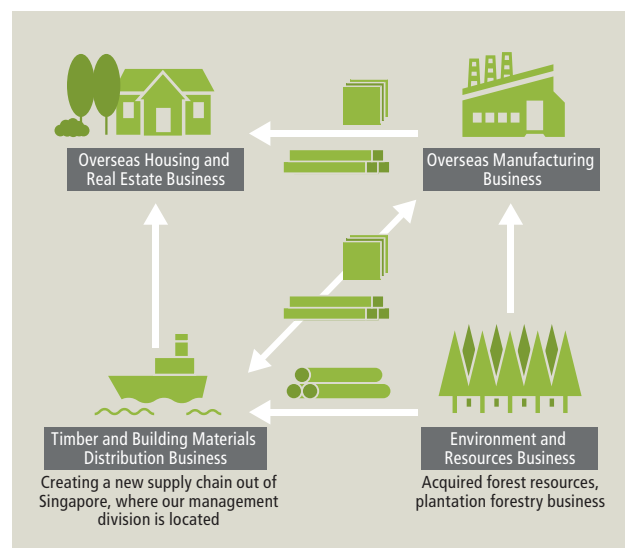 Overseas Housing and
Real Estate Business
Overseas Manufacturing
Business
Timber and Building Materials
Distribution Business
Creating a new supply chain out of
Singapore, where our management
division is located
Environment and
Resources Business
Acquired forest resources,
plantation forestry business